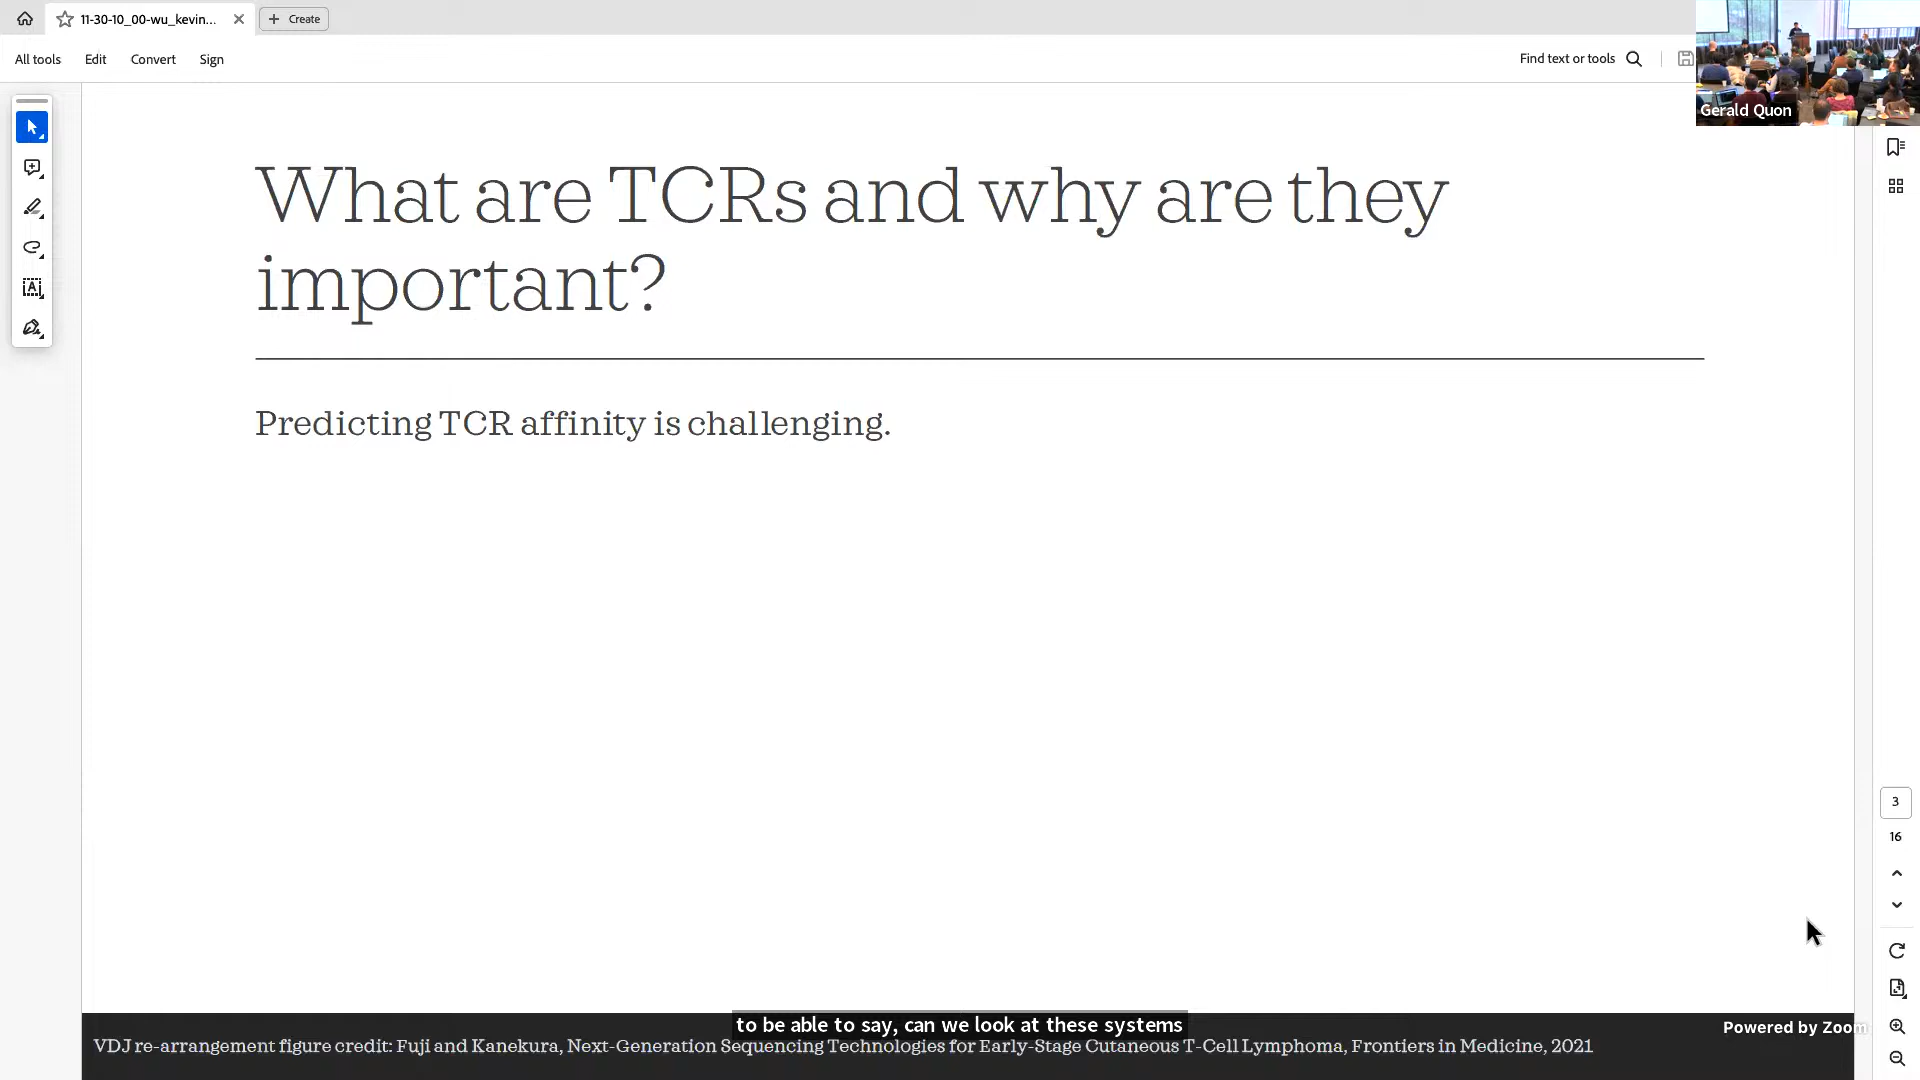 11-30-10_00-wu_kevin...
Create
All tools
Edit
Convert
Sign
Find text or tools
Gerald Quon
What are TCRs and why are they
important?
Predicting TCR affinity is challenging.
3
16
to be able to say, can we look at these systems
Powered by Zoom
VDJ re-arrangement figure credit: Fuji and Kanekura, Next-Generation Sequencing Technologies for Early-Stage Cutaneous T-Cell Lymphoma, Frontiers in Medicine, 2021